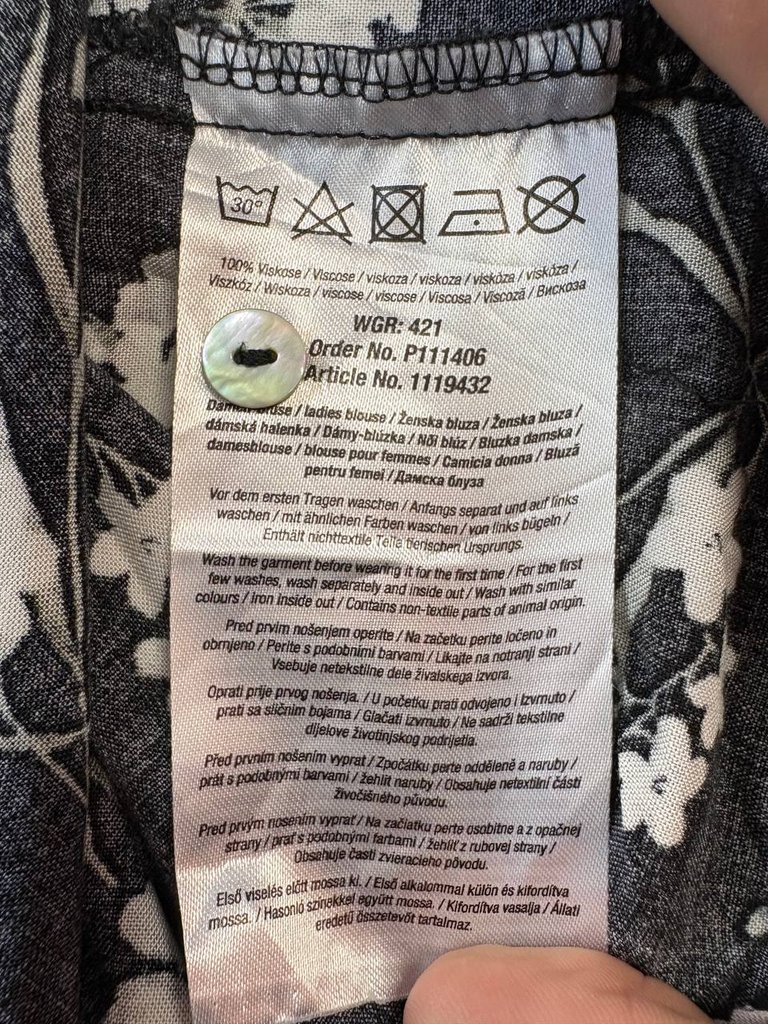 30°
100% Viskose / Viscose / viskoza / viskoza / viskóza / viskóza /
Viszkóz / Wiskoza / viscose / viscose / Viscosa / Viscoză / Вискоза
WGR: 421
Order No. P111406
Article No. 1119432
/ ladies blouse / Ženska bluza / Ženska bluza /
dámská halenka / Dámy-blúzka / Női blúz / Bluzka damska /
damesblouse / blouse pour femmes / Camicia donna / Bluză
pentru femei / Дамска блуза
Vor dem ersten Tragen waschen / Anfangs separat und auf links
waschen / mit ähnlichen Farben waschen / von links bügeln /
Enthält nichttextile Teile tierischen Ursprungs.
Wash the garment before wearing it for the first time / For the first
few washes, wash separately and inside out / Wash with similar
colours / Iron inside out / Contains non-textile parts of animal origin.
Pred prvim nošenjem operite / Na začetku perite ločeno in
obrnjeno / Perite s podobnimi barvami / Likajte na notranji strani /
Vsebuje netekstilne dele živalskega izvora.
Oprati prije prvog nošenja. / U početku prati odvojeno i izvrnuto /
prati sa sličnim bojama / Glačati izvrnuto / Ne sadrži tekstilne
dijelove životinjskog podrijetla.
Před prvním nošením vyprat / Zpočátku perte odděleně a naruby /
prát s podobnými barvami / žehlit naruby / Obsahuje netextilní části
živočišného původu.
Pred prvým nosením vyprať / Na začiatku perte osobitne a z opačnej
strany / prať s podobnými farbami / žehliť z rubovej strany /
Obsahuje časti zvieracieho pôvodu.
Első viselés előtt mossa ki. / Első alkalommal külön és kifordítva
mossa. / Hasonló színekkel együtt mossa. / Kifordítva vasalja / Állati
eredetű összetevőt tartalmaz.